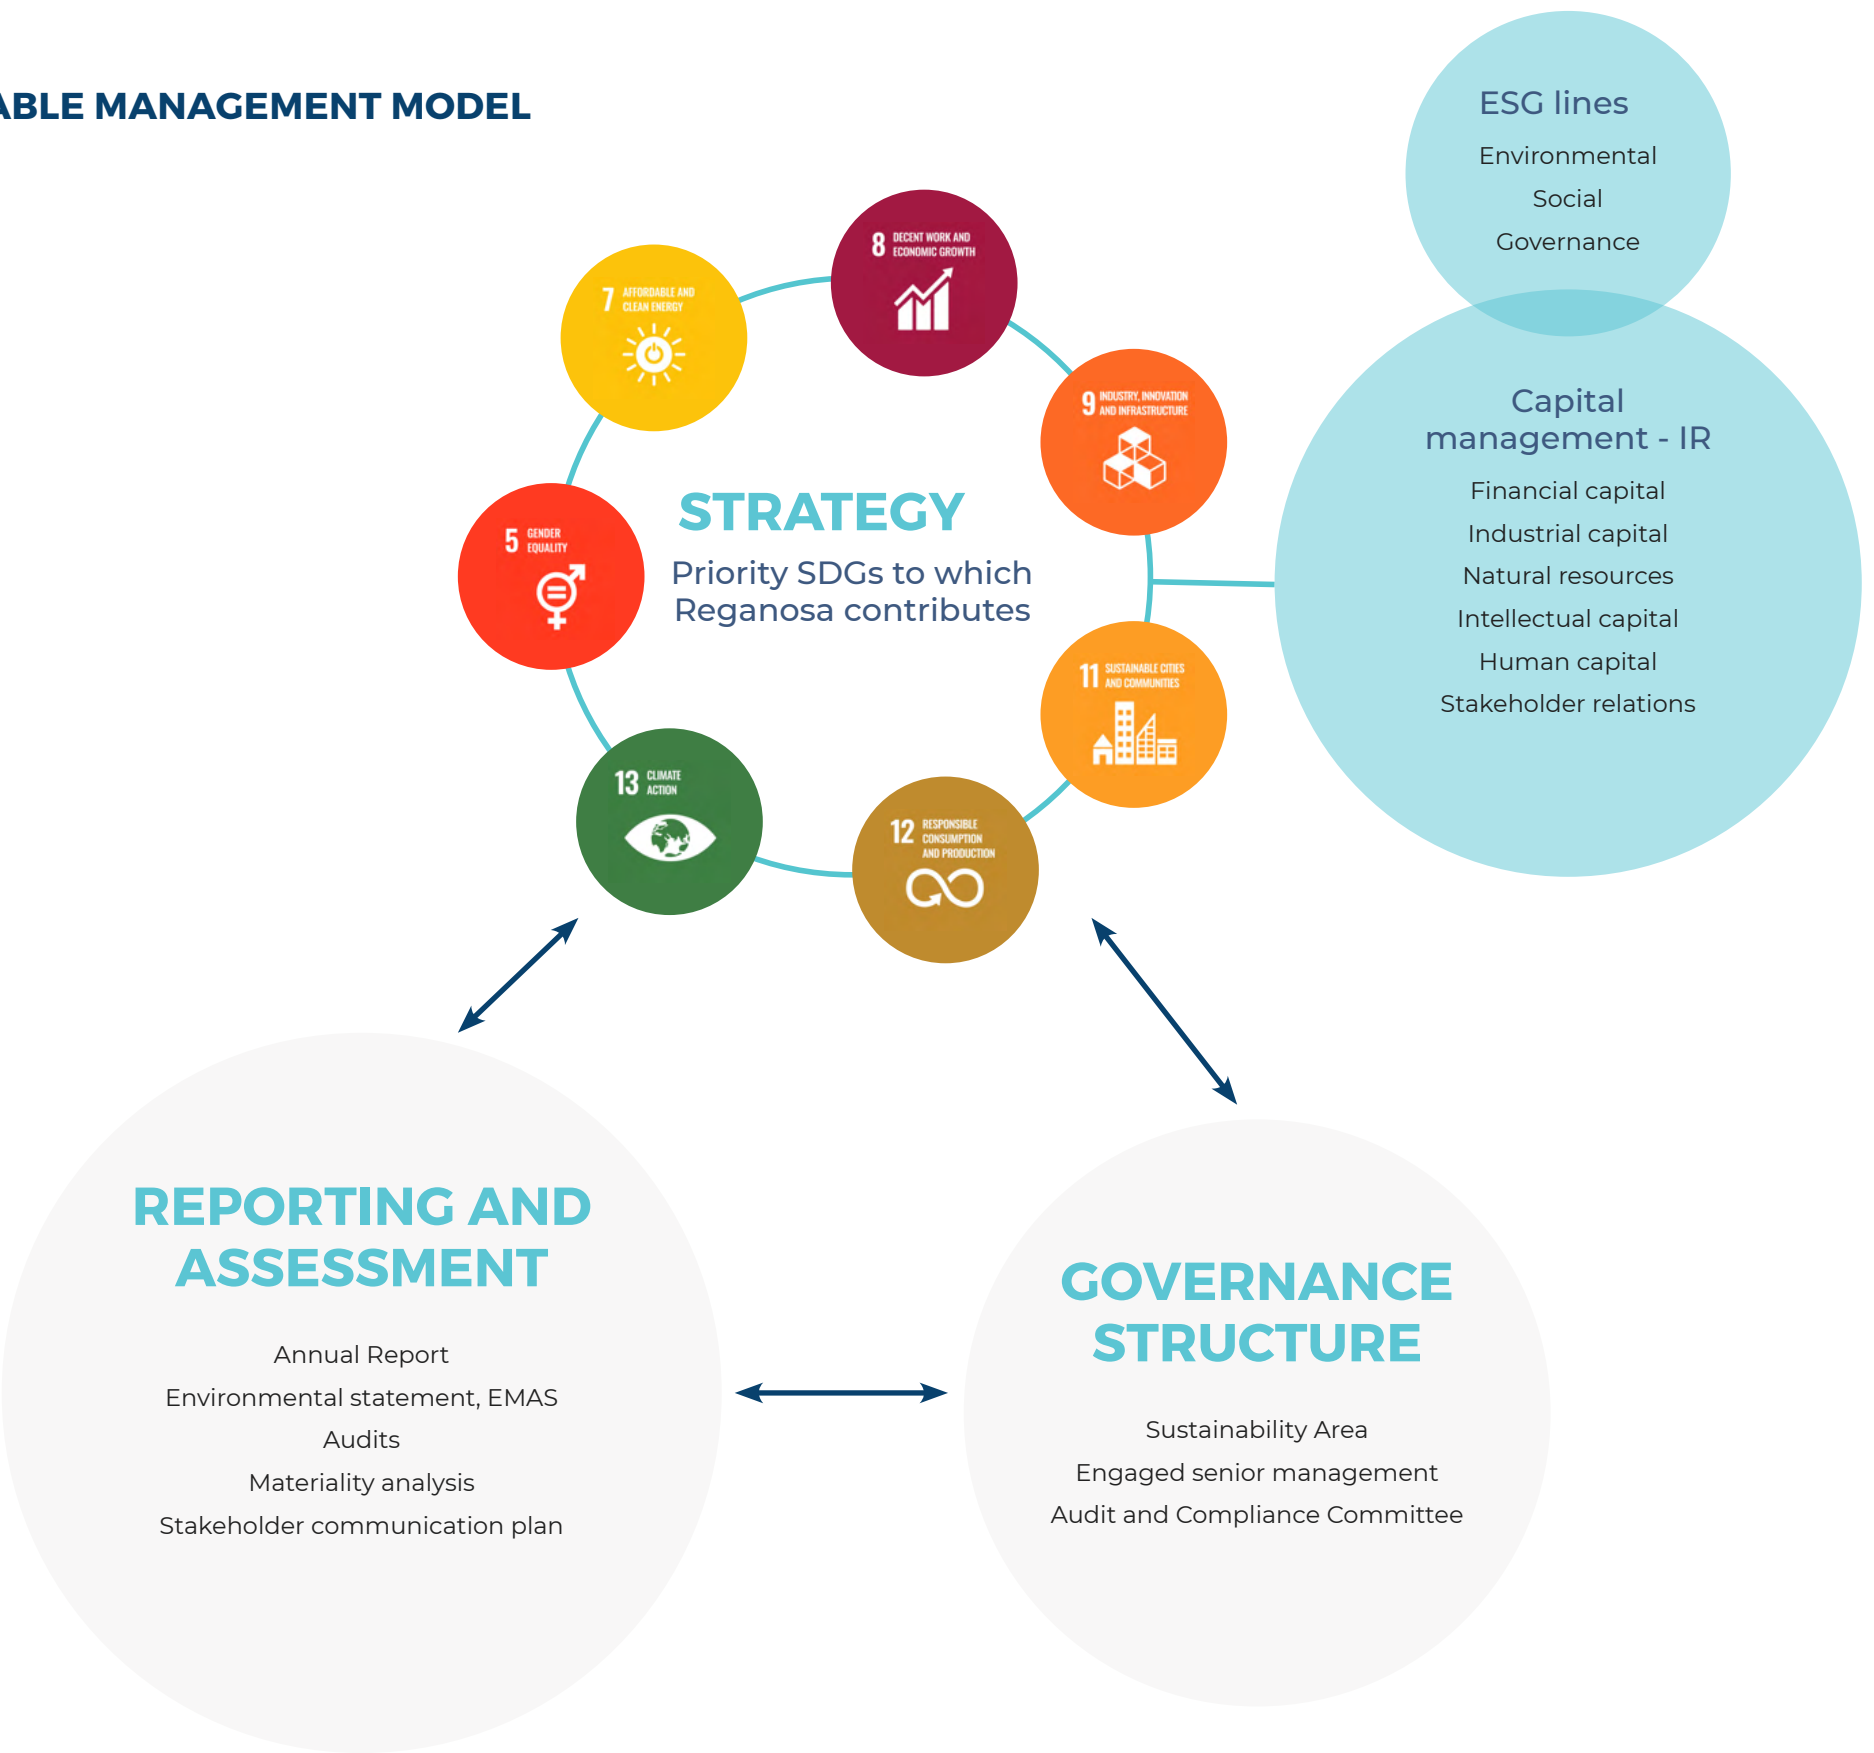 ABLE MANAGEMENT MODEL
ESG lines
Environmental
Social
Governance
8 DECENT WORK AND
ECONOMIC GROWTH
7 AFFORDABLE AND
CLEAN ENERGY
9 INDUSTRY, INNOVATION
AND INFRASTRUCTURE
Capital
management - IR
Financial capital
Industrial capital
Natural resources
Intellectual capital
Human capital
Stakeholder relations
STRATEGY
Priority SDGs to which
Reganosa contributes
5 GENDER
EQUALITY
11 SUSTAINABLE CITIES
AND COMMUNITIES
13 CLIMATE
ACTION
12 RESPONSIBLE
CONSUMPTION
AND PRODUCTION
REPORTING AND
ASSESSMENT
Annual Report
Environmental statement, EMAS
Audits
Materiality analysis
Stakeholder communication plan
GOVERNANCE
STRUCTURE
Sustainability Area
Engaged senior management
Audit and Compliance Committee